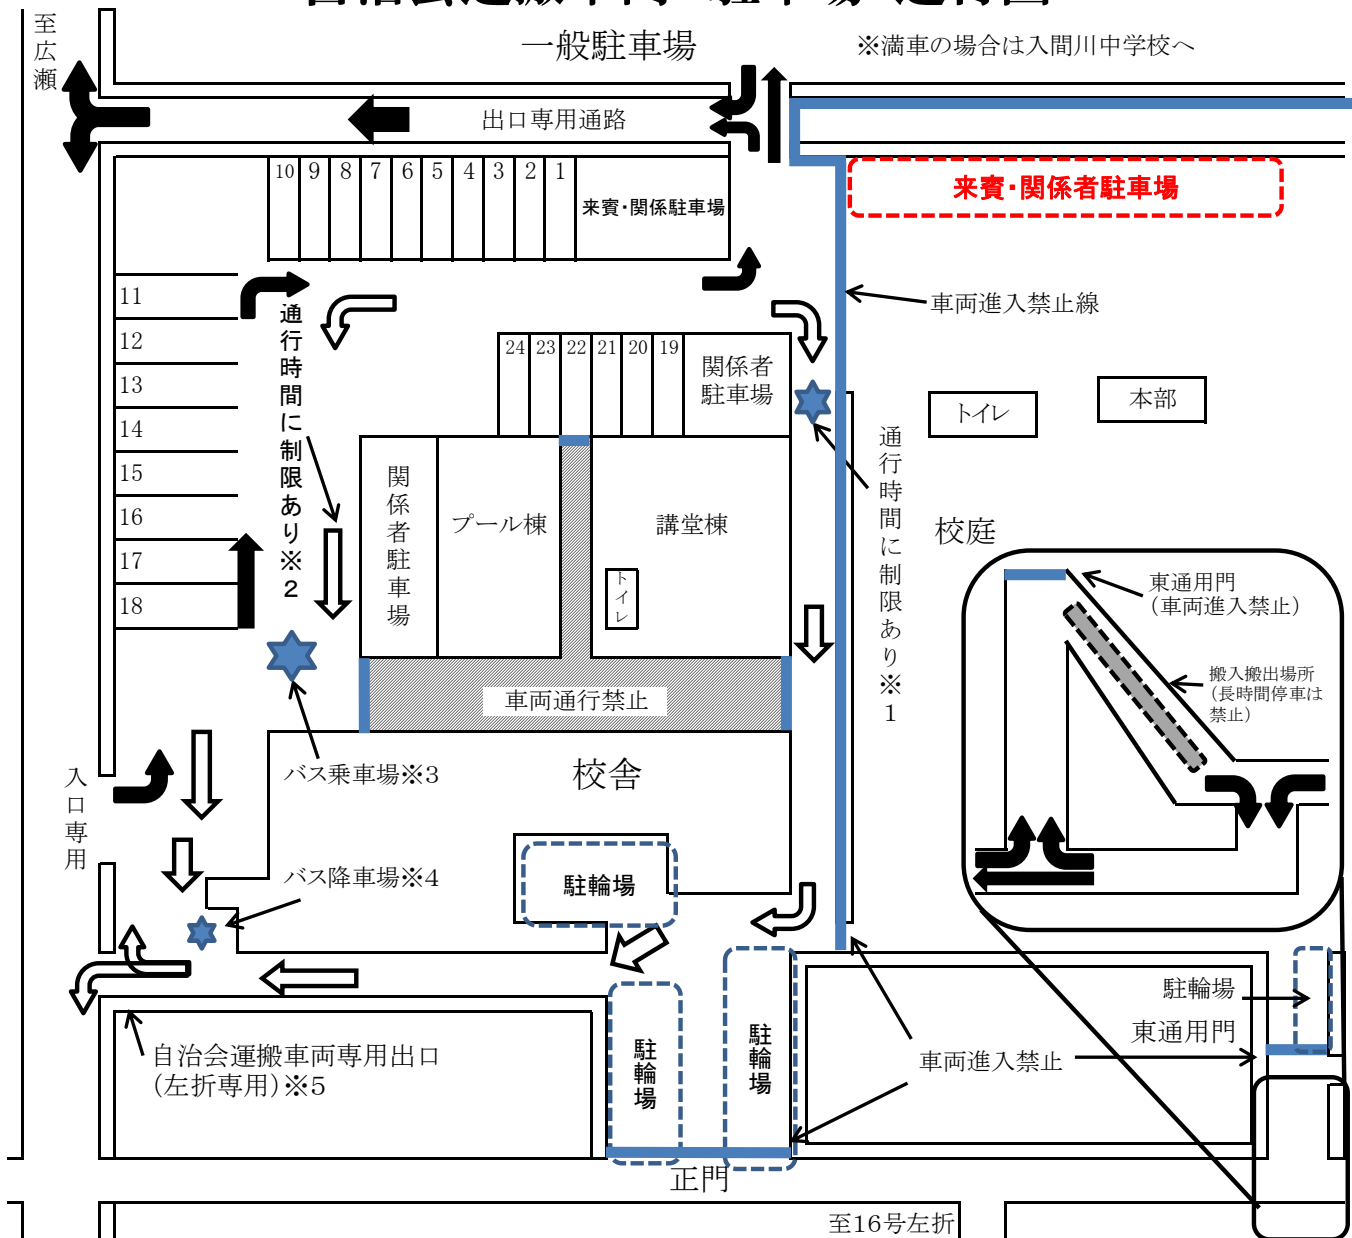 至広瀬
一般駐車場
※満車の場合は入間川中学校へ
出口専用通路
10 9 8 7 6 5 4 3 2 1
来賓・関係駐車場
来賓・関係者駐車場
11
12
13
14
15
16
17
18
通行時間に制限あり※2
車両進入禁止線
24 23 22 21 20 19
関係者
駐車場
トイレ
本部
通行時間に制限あり※1
関係者駐車場
プール棟
講堂棟
トイレ
校庭
東通用門
(車両進入禁止)
搬入搬出場所
(長時間停車は
禁止)
車両通行禁止
バス乗車場※3
校舎
入口専用
バス降車場※4
駐輪場
駐輪場
東通用門
自治会運搬車両専用出口
(左折専用)※5
駐輪場
駐輪場
車両進入禁止
正門
至16号左折